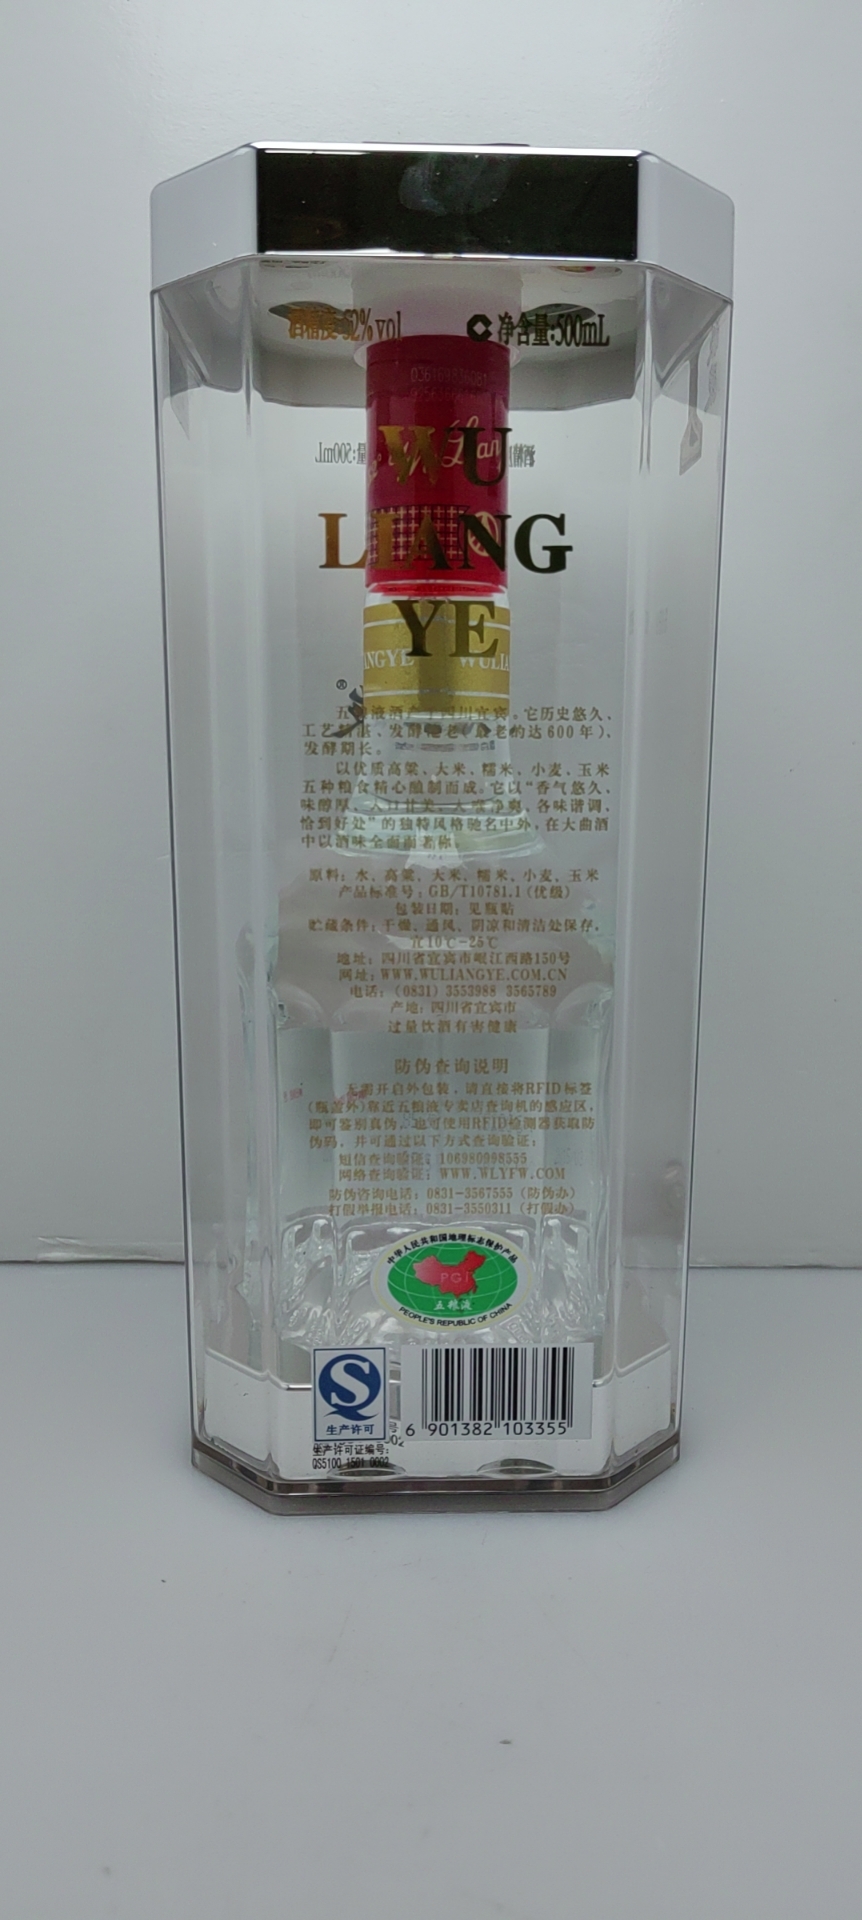 酒精度 52%vol
净含量:500mL
WU
LIANG
YE
ANGYE WULIA
®
五粮液酒产于四川宜宾。它历史悠久、
工艺精湛、发酵池老(最老的达600年)、
发酵期长。
以优质高粱、大米、糯米、小麦、玉米
五种粮食精心酿制而成。它以“香气悠久、
味醇厚、入口甘美、入喉净爽、各味谐调、
恰到好处”的独特风格驰名中外,在大曲酒
中以酒味全面而著称。
原料:水、高粱、大米、糯米、小麦、玉米
产品标准号:GB/T10781.1(优级)
包装日期:见瓶贴
贮藏条件:干燥、通风、阴凉和清洁处保存,
宜10℃-25℃
地址:四川省宜宾市岷江西路150号
网址:WWW.WULIANGYE.COM.CN
电话:(0831) 3553988 3565789
产地:四川省宜宾市
过量饮酒有害健康
防伪查询说明
无需开启外包装,请直接将RFID标签
(瓶盖外)靠近五粮液专卖店查询机的感应区,
即可鉴别真伪。也可使用RFID检测器获取防
伪码,并可通过以下方式查询验证:
短信查询验证:106980998555
网络查询验证:WWW.WLYFW.COM
防伪咨询电话:0831-3567555(防伪办)
打假举报电话:0831-3550311(打假办)
中华人民共和国地理标志保护产品
PGI
五粮液
PEOPLE'S REPUBLIC OF CHINA
生产许可
6 901382 103355
生产许可证编号:
QS5100 1501 0002